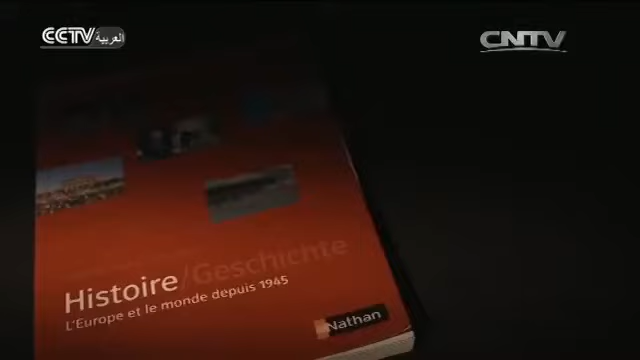 CCTV العربية
CNTV
Histoire/Geschichte
L'Europe et le monde depuis 1945
Nathan